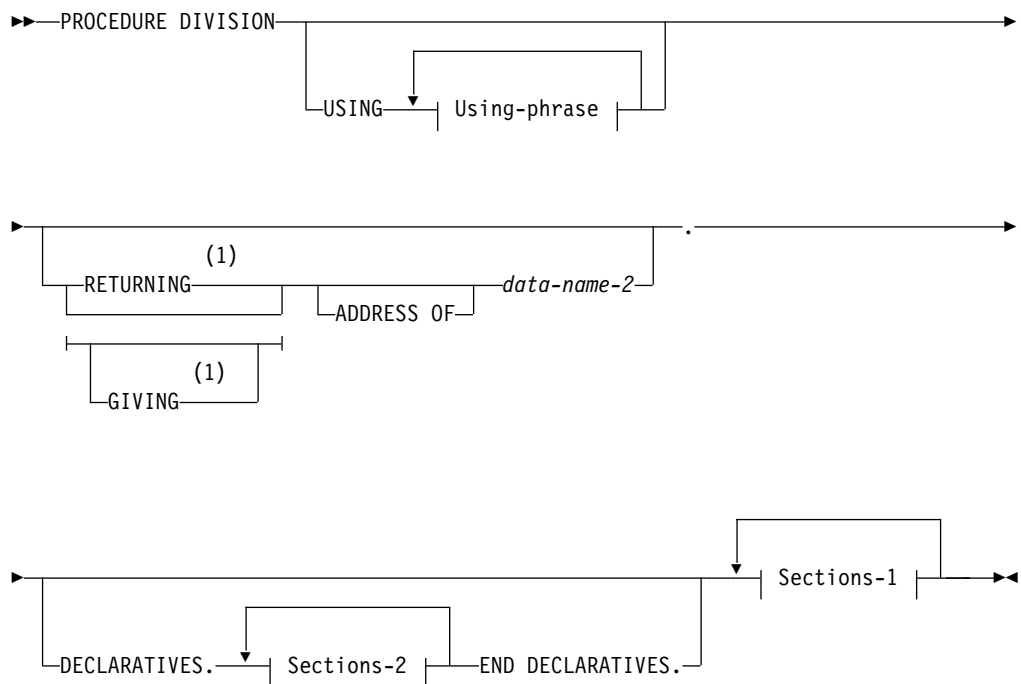 PROCEDURE DIVISION
USING Using-phrase
.
(1)
RETURNING data-name-2
ADDRESS OF
(1)
GIVING
Sections-1
DECLARATIVES. Sections-2 END DECLARATIVES.